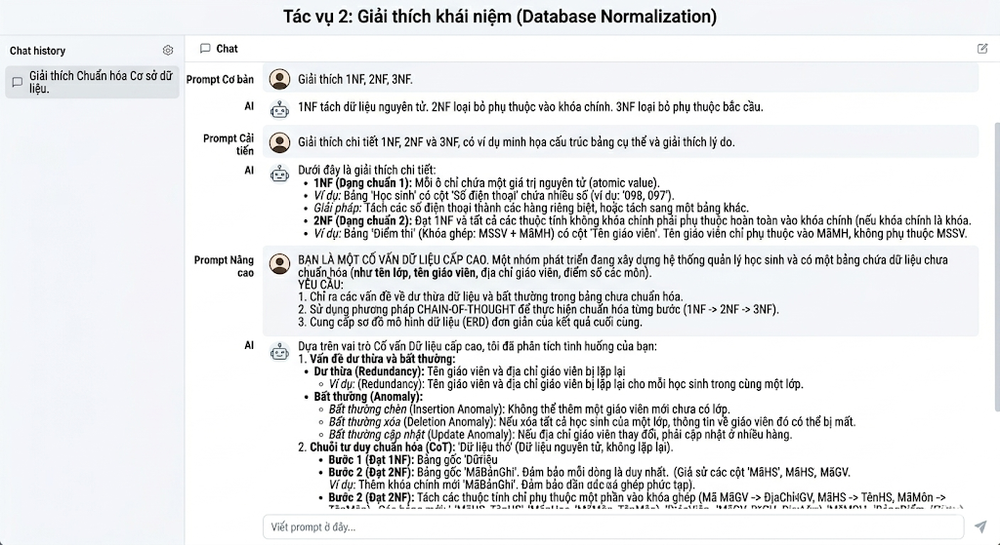 Tác vụ 2: Giải thích khái niệm (Database Normalization)
Chat history
Giải thích Chuẩn hóa Cơ sở dữ
liệu.
Chat
Prompt Cơ bản
Giải thích 1NF, 2NF, 3NF.
AI
1NF tách dữ liệu nguyên tử. 2NF loại bỏ phụ thuộc vào khóa chính. 3NF loại bỏ phụ thuộc bắc cầu.
Prompt Cải
tiến
Giải thích chi tiết 1NF, 2NF và 3NF, có ví dụ minh họa cấu trúc bảng cụ thể và giải thích lý do.
AI
Dưới đây là giải thích chi tiết:
• 1NF (Dạng chuẩn 1): Mỗi ô chỉ chứa một giá trị nguyên tử (atomic value).
• Ví dụ: Bảng 'Học sinh' có cột 'Số điện thoại' chứa nhiều số (ví dụ: '098, 097').
• Giải pháp: Tách các số điện thoại thành các hàng riêng biệt, hoặc tách sang một bảng khác.
• 2NF (Dạng chuẩn 2): Đạt 1NF và tất cả các thuộc tính không khóa chính phải phụ thuộc hoàn toàn vào khóa chính (nếu khóa chính là khóa.
• Ví dụ: Bảng 'Điểm thi' (Khóa ghép: MSSV + MâMH) có cột 'Tên giáo viên'. Tên giáo viên chỉ phụ thuộc vào MãMH, không phụ thuộc MSSV.
Prompt Nâng
cao
BẠN LÀ MỘT CỐ VẤN DỮ LIỆU CẤP CAO. Một nhóm phát triển đang xây dựng hệ thống quản lý học sinh và có một bảng chứa dữ liệu chưa
chuẩn hóa (như tên lớp, tên giáo viên, địa chỉ giáo viên, điểm số các môn).
YÊU CẦU:
1. Chỉ ra các vấn đề về dư thừa dữ liệu và bất thường trong bảng chưa chuẩn hóa.
2. Sử dụng phương pháp CHAIN-OF-THOUGHT để thực hiện chuẩn hóa từng bước (1NF -> 2NF -> 3NF).
3. Cung cấp sơ đồ mô hình dữ liệu (ERD) đơn giản của kết quả cuối cùng.
AI
Dựa trên vai trò Cố vấn Dữ liệu cấp cao, tôi đã phân tích tình huống của bạn:
1. Vấn đề dư thừa và bất thường:
• Dư thừa (Redundancy): Tên giáo viên và địa chỉ giáo viên bị lặp lại
◦ Ví dụ: (Redundancy): Tên giáo viên và địa chỉ giáo viên bị lặp lại cho mỗi học sinh trong cùng một lớp.
• Bất thường (Anomaly):
◦ Bất thường chèn (Insertion Anomaly): Không thể thêm một giáo viên mới chưa có lớp.
◦ Bất thường xóa (Deletion Anomaly): Nếu xóa tất cả học sinh của một lớp, thông tin về giáo viên đó có thể bị mất.
◦ Bất thường cập nhật (Update Anomaly): Nếu địa chỉ giáo viên thay đổi, phải cập nhật ở nhiều hàng.
2. Chuỗi tư duy chuẩn hóa (CoT): 'Dữ liệu thô' (Dữ liệu nguyên tử, không lặp lại).
• Bước 1 (Đạt 1NF): Bảng gốc 'Dữliệu
• Bước 2 (Đạt 2NF): Bảng gốc 'MãBảnGhi'. Đảm bảo mỗi dòng là duy nhất. (Giả sử các cột 'MãHS', MãHS, MãGV.
Ví dụ: Thêm khóa chính mới 'MãBảnGhi'. Đảm bảo ghép phức tạp).
• Bước 2 (Đạt 2NF): Tách các thuộc tính chỉ phụ thuộc một phần vào khóa ghép (Mã MãGV -> MãHS -> TênHS, MãMôn ->
Viết prompt ở đây...